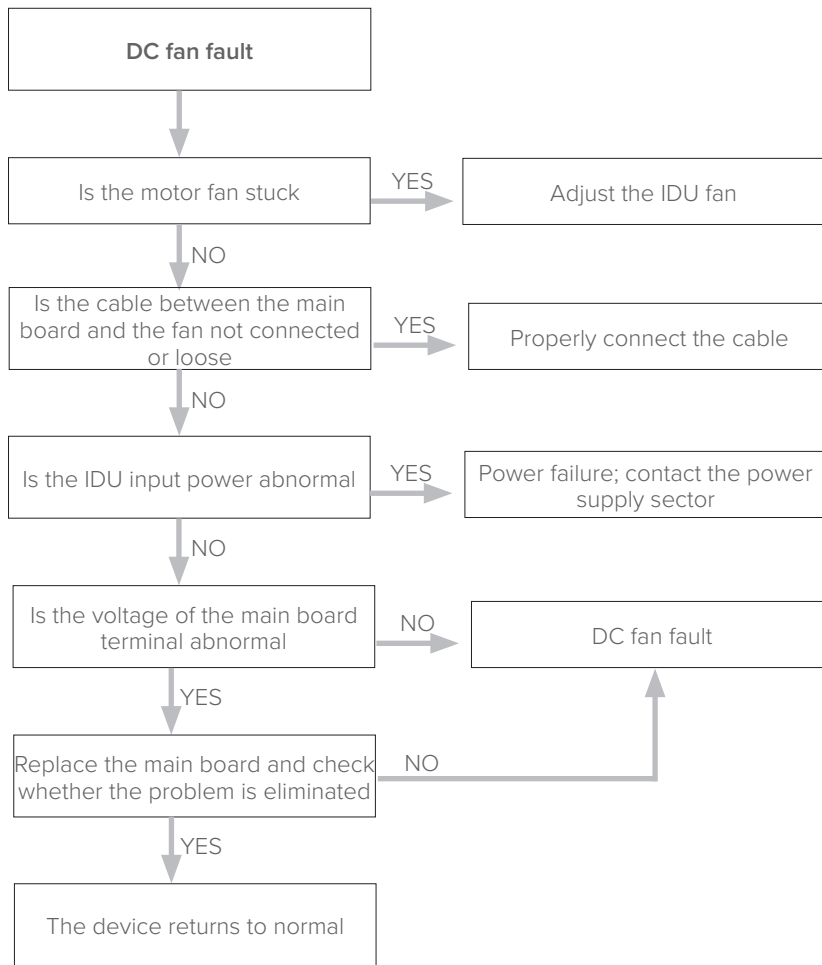 DC fan fault
Is the motor fan stuck
YES
Adjust the IDU fan
NO
Is the cable between the main
board and the fan not connected
or loose
YES
Properly connect the cable
NO
Is the IDU input power abnormal
YES
Power failure; contact the power
supply sector
NO
Is the voltage of the main board
terminal abnormal
NO
DC fan fault
YES
Replace the main board and check
whether the problem is eliminated
NO
YES
The device returns to normal